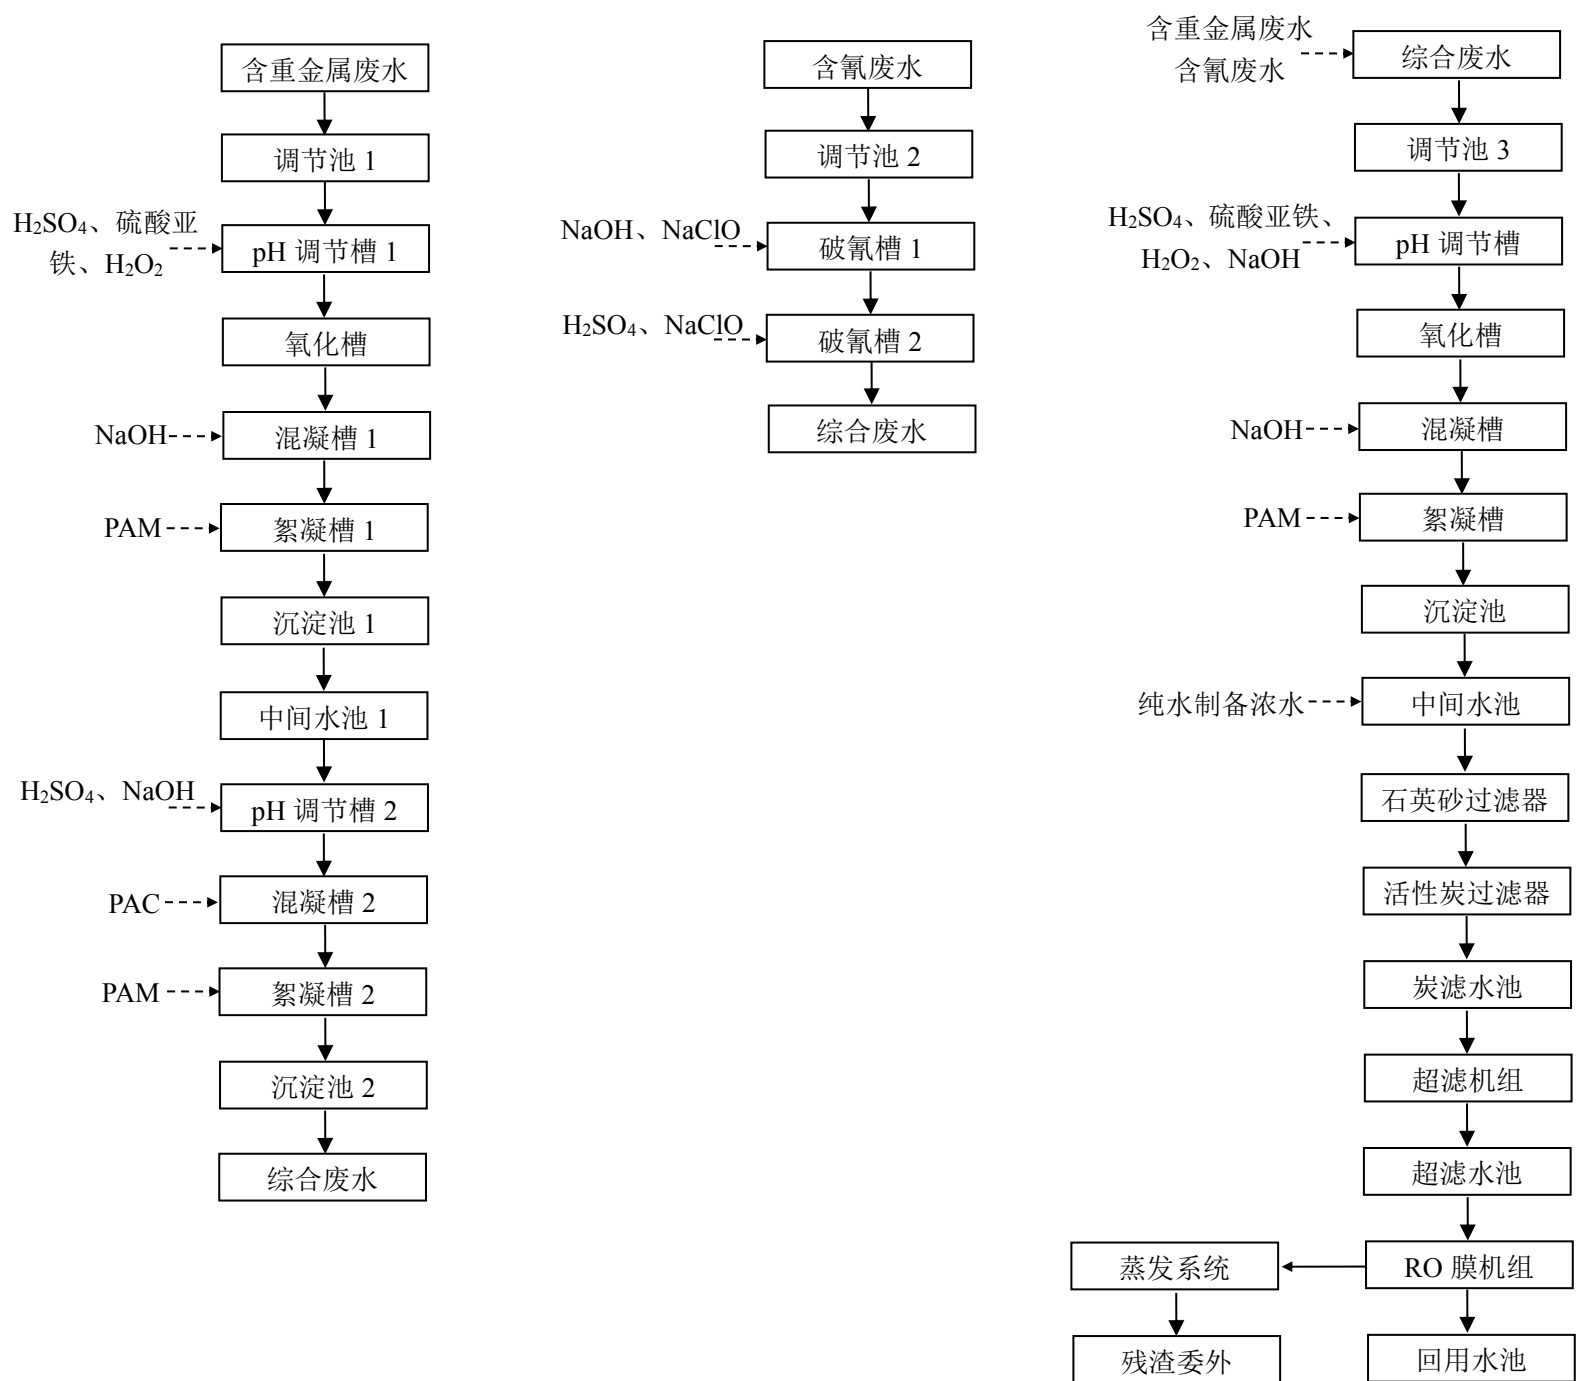 含重金属废水
调节池 1
H₂SO₄、硫酸亚
铁、H₂O₂
pH 调节槽 1
氧化槽
NaOH
混凝槽 1
PAM
絮凝槽 1
沉淀池 1
中间水池 1
H₂SO₄、NaOH
pH 调节槽 2
PAC
混凝槽 2
PAM
絮凝槽 2
沉淀池 2
综合废水
含氰废水
调节池 2
NaOH、NaClO
破氰槽 1
H₂SO₄、NaClO
破氰槽 2
综合废水
含重金属废水
含氰废水
综合废水
调节池 3
H₂SO₄、硫酸亚铁、
H₂O₂、NaOH
pH 调节槽
氧化槽
NaOH
混凝槽
PAM
絮凝槽
沉淀池
纯水制备浓水
中间水池
石英砂过滤器
活性炭过滤器
炭滤水池
超滤机组
超滤水池
RO 膜机组
蒸发系统
残渣委外
回用水池